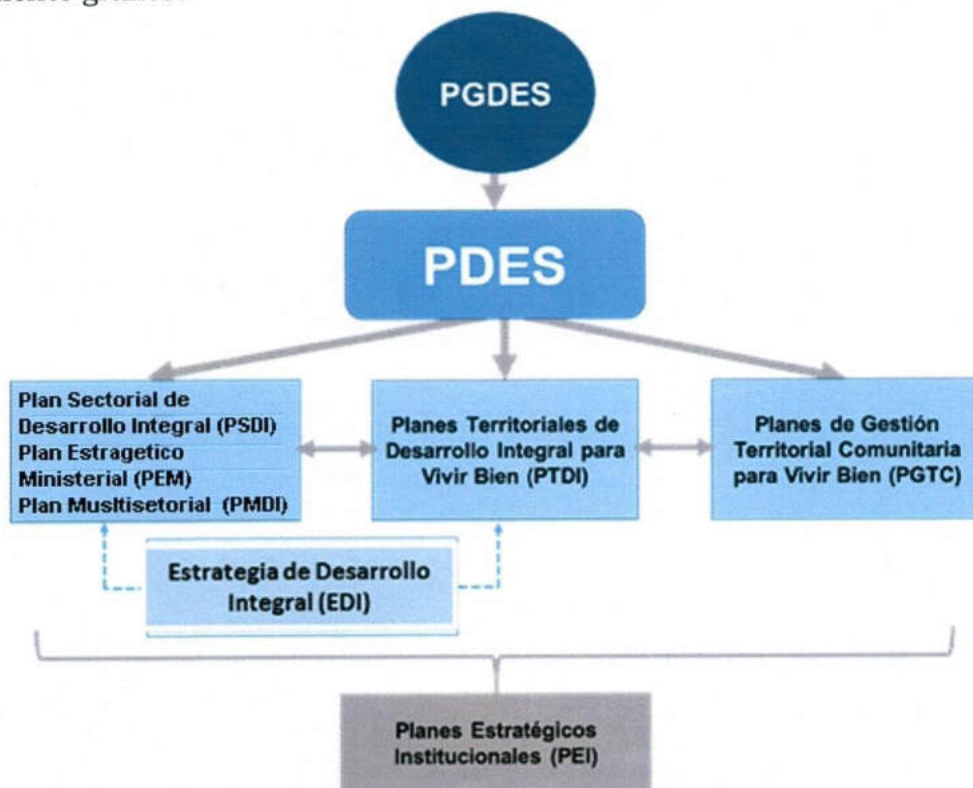 PGDES
PDES
Plan Sectorial de
Desarrollo Integral (PSDI)
Plan Estragetico
Ministerial (PEM)
Plan Musltisetorial (PMDI)
Planes Territoriales de
Desarrollo Integral para
Vivir Bien (PTDI)
Planes de Gestión
Territorial Comunitaria
para Vivir Bien (PGTC)
Estrategia de Desarrollo
Integral (EDI)
Planes Estratégicos
Institucionales (PEI)